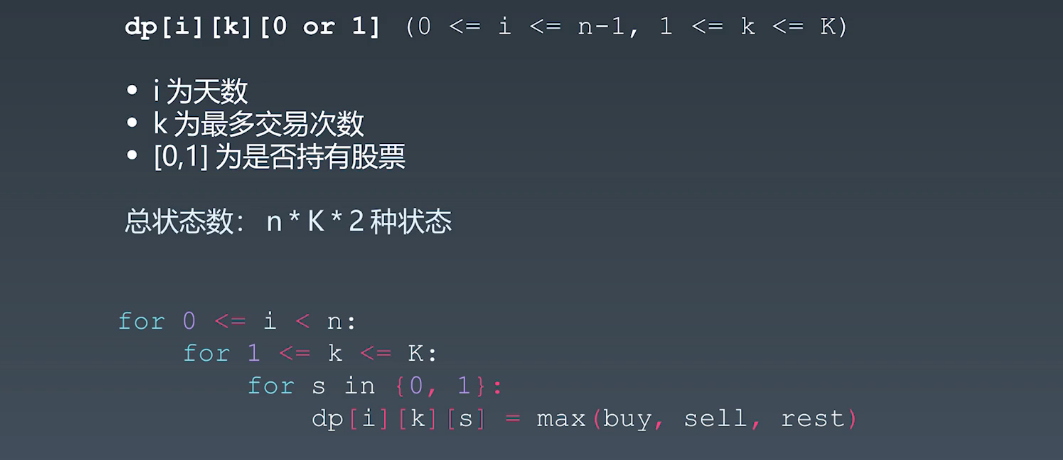 dp[i][k][0 or 1] (0 <= i <= n-1, 1 <= k <= K)
• i 为天数
• k 为最多交易次数
• [0,1] 为是否持有股票
总状态数： n * K * 2 种状态
for 0 <= i < n:
for 1 <= k <= K:
for s in {0, 1}:
dp[i][k][s] = max(buy, sell, rest)